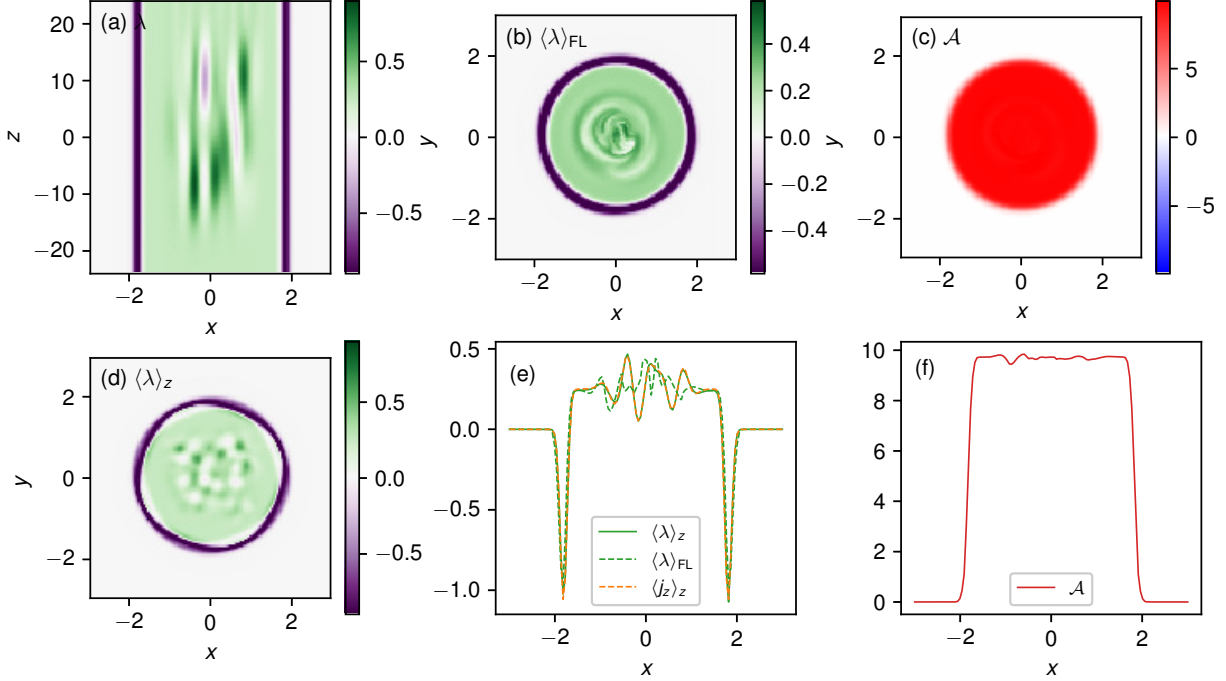 (a) λ
z
20
10
0
−10
−20
−2
0
2
x
0.5
0.0
−0.5
(b) ⟨λ⟩FL
y
2
0
−2
−2
0
2
x
0.4
0.2
0.0
−0.2
−0.4
(c) 𝒜
y
2
0
−2
−2
0
2
x
5
0
−5
(d) ⟨λ⟩z
y
2
0
−2
−2
0
2
x
0.5
0.0
−0.5
(e)
0.5
0.0
−0.5
−1.0
⟨λ⟩z
⟨λ⟩FL
⟨jz⟩z
−2
0
2
x
(f)
10
8
6
4
2
0
𝒜
−2
0
2
x